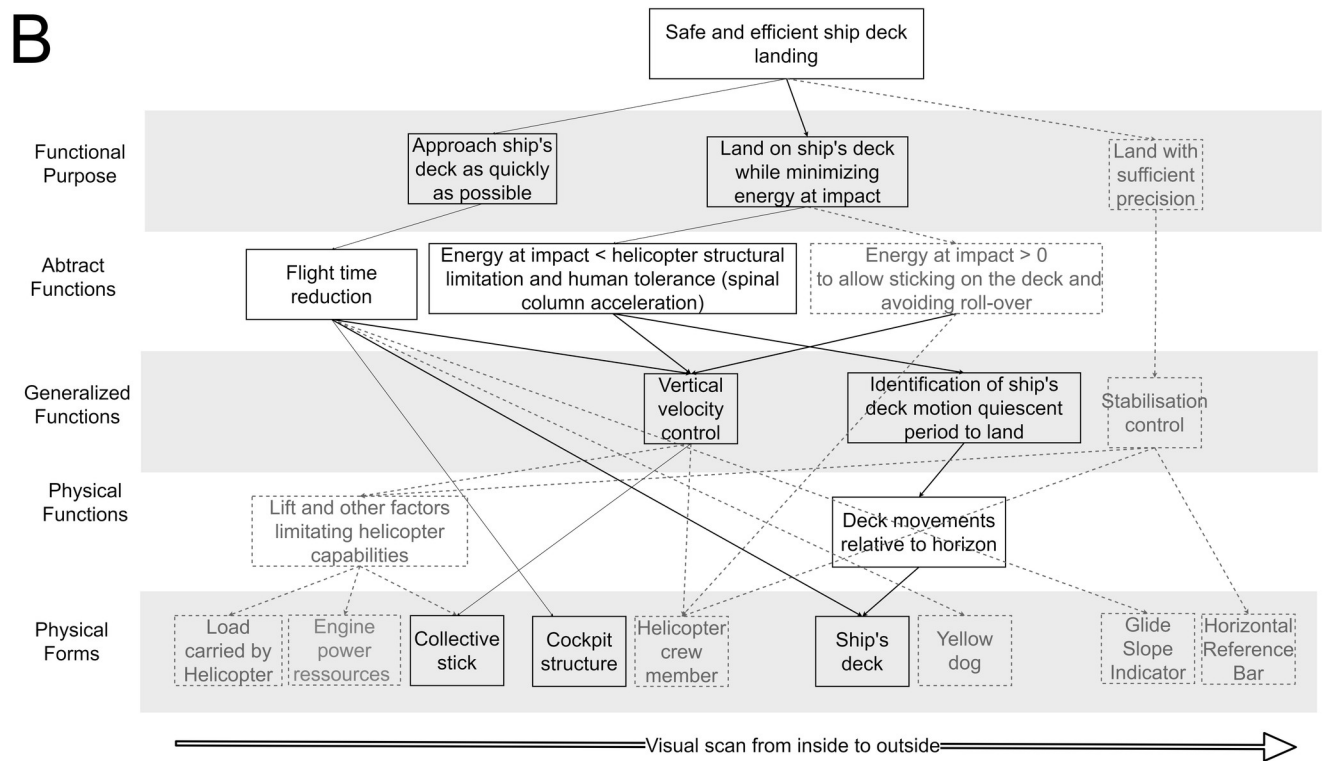 B
Safe and efficient ship deck
landing
Functional
Purpose
Approach ship's
deck as quickly
as possible
Land on ship's deck
while minimizing
energy at impact
Land with
sufficient
precision
Abtract
Functions
Flight time
reduction
Energy at impact < helicopter structural
limitation and human tolerance (spinal
column acceleration)
Energy at impact > 0
to allow sticking on the deck and
avoiding roll-over
Generalized
Functions
Vertical
velocity
control
Identification of ship's
deck motion quiescent
period to land
Stabilisation
control
Physical
Functions
Lift and other factors
limitating helicopter
capabilities
Deck movements
relative to horizon
Physical
Forms
Load
carried by
Helicopter
Engine
power
ressources
Collective
stick
Cockpit
structure
Helicopter
crew
member
Ship's
deck
Yellow
dog
Glide
Slope
Indicator
Horizontal
Reference
Bar
Visual scan from inside to outside